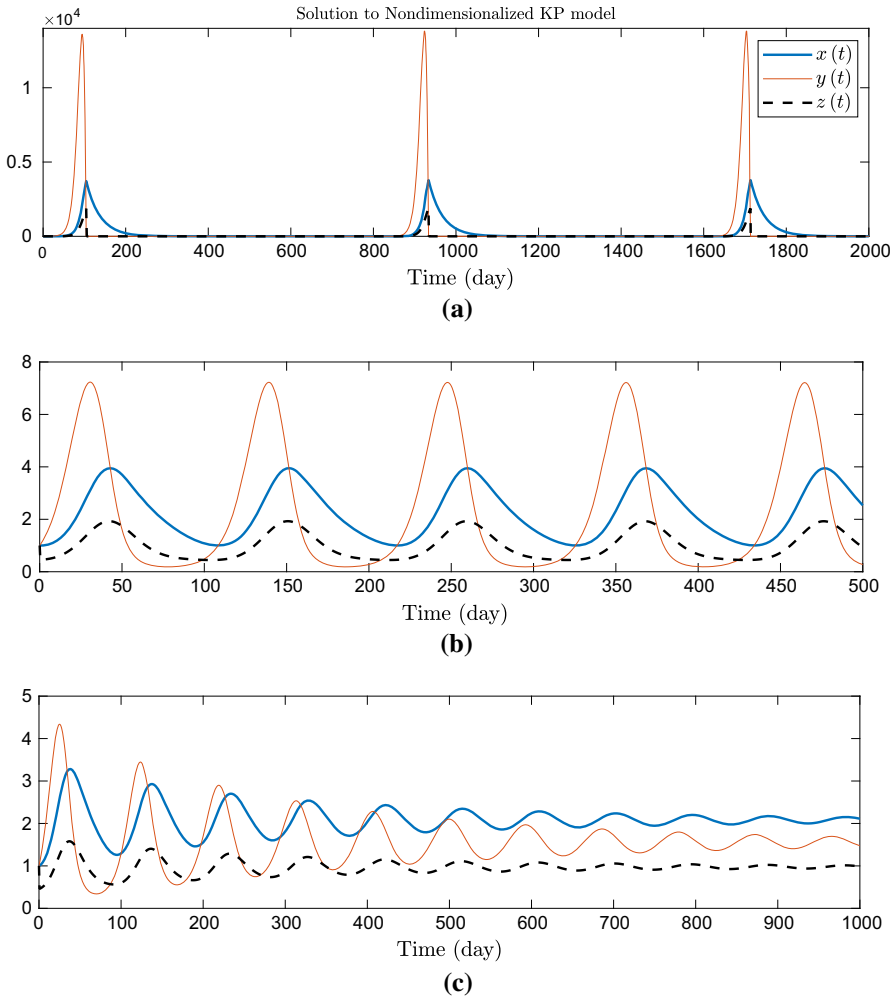 Solution to Nondimensionalized KP model
×10⁴
x (t)
y (t)
z (t)
1
0.5
0
0 200 400 600 800 1000 1200 1400 1600 1800 2000
Time (day)
(a)
8
6
4
2
0
0 50 100 150 200 250 300 350 400 450 500
Time (day)
(b)
5
4
3
2
1
0
0 100 200 300 400 500 600 700 800 900 1000
Time (day)
(c)